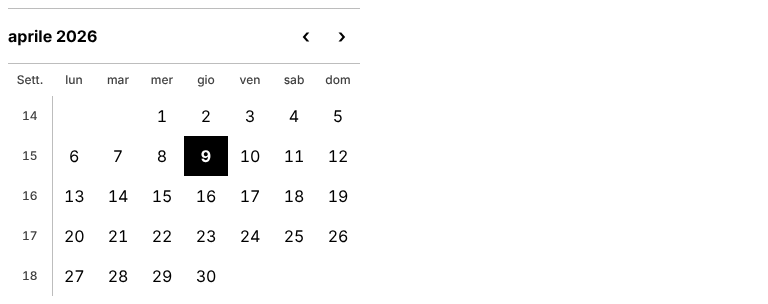 aprile 2026
Sett. lun mar mer gio ven sab dom
14 1 2 3 4 5
15 6 7 8 9 10 11 12
16 13 14 15 16 17 18 19
17 20 21 22 23 24 25 26
18 27 28 29 30